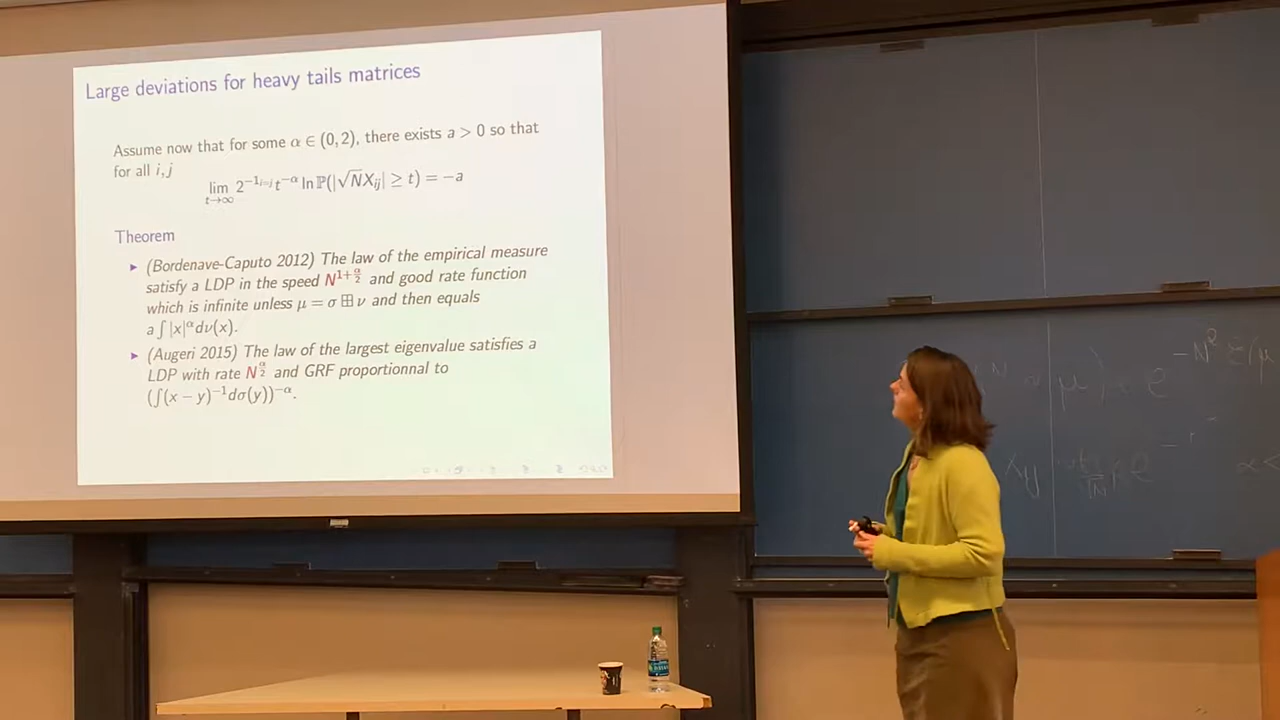 Large deviations for heavy tails matrices
Assume now that for some α ∈ (0, 2), there exists a > 0 so that
for all i, j
lim_{t→∞} 2^{-1_{i=j}} t^{-α} ln ℙ(|√N X_{ij}| ≥ t) = −a
Theorem
▶ (Bordenave-Caputo 2012) The law of the empirical measure
satisfy a LDP in the speed N^{1+α/2} and good rate function
which is infinite unless μ = σ ⊞ ν and then equals
a ∫ |x|^α dν(x).
▶ (Augeri 2015) The law of the largest eigenvalue satisfies a
LDP with rate N^{α/2} and GRF proportionnal to
(∫(x − y)^{-1} dσ(y))^{-α}.